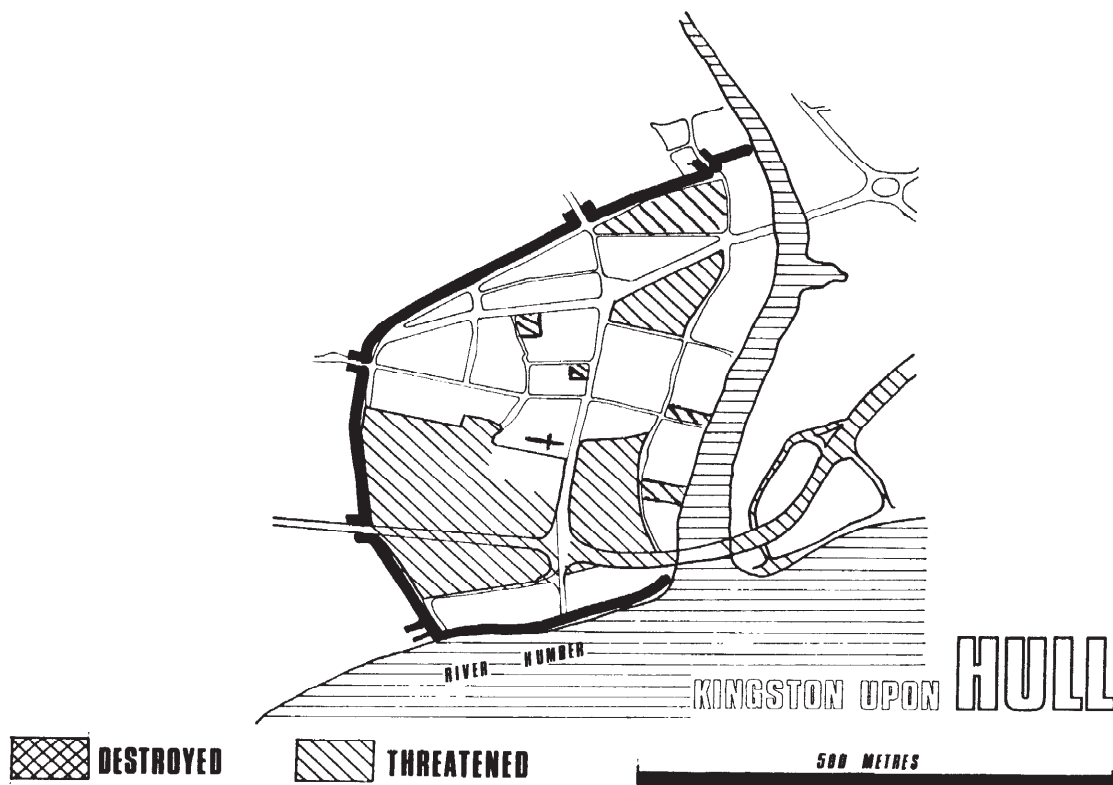 RIVER HUMBER
KINGSTON UPON HULL
DESTROYED
THREATENED
500 METRES